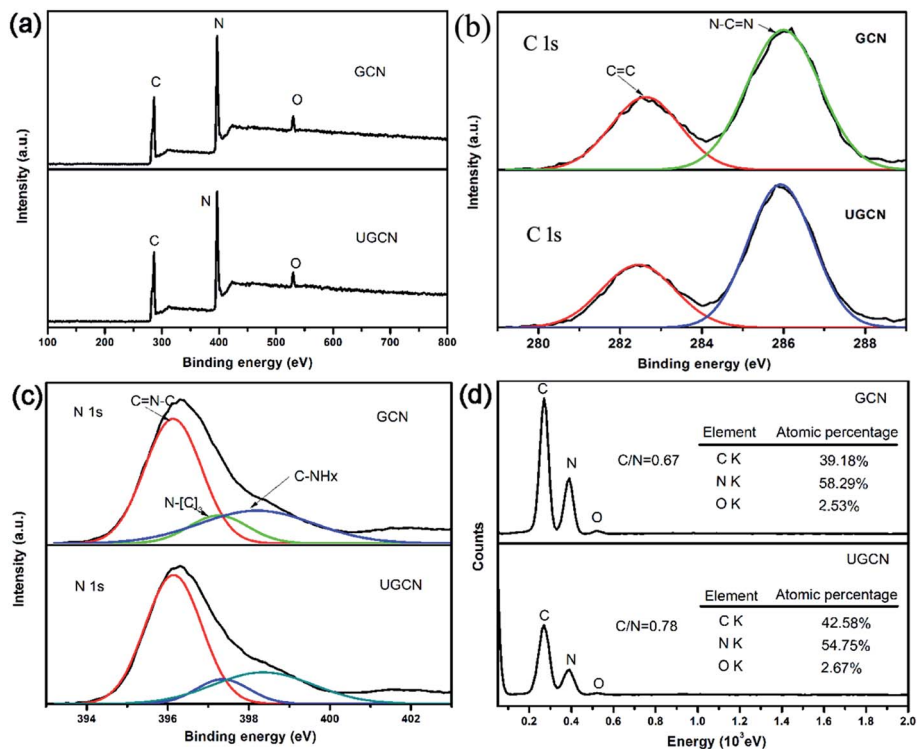 (a)
N
C
O
GCN
N
C
O
UGCN
Intensity (a.u.)
100 200 300 400 500 600 700 800
Binding energy (eV)
(b)
C 1s
C=C
N-C=N
GCN
C 1s
UGCN
Intensity (a.u.)
280 282 284 286 288
Binding energy (eV)
(c)
N 1s
C=N-C
GCN
C-NHx
N-[C]3
N 1s
UGCN
Intensity (a.u.)
394 396 398 400 402
Binding energy (eV)
(d)
C
GCN
N
O
C/N=0.67
Element Atomic percentage
C K 39.18%
N K 58.29%
O K 2.53%
UGCN
C
N
O
C/N=0.78
Element Atomic percentage
C K 42.58%
N K 54.75%
O K 2.67%
Counts
0.2 0.4 0.6 0.8 1.0 1.2 1.4 1.6 1.8 2.0
Energy (10³eV)